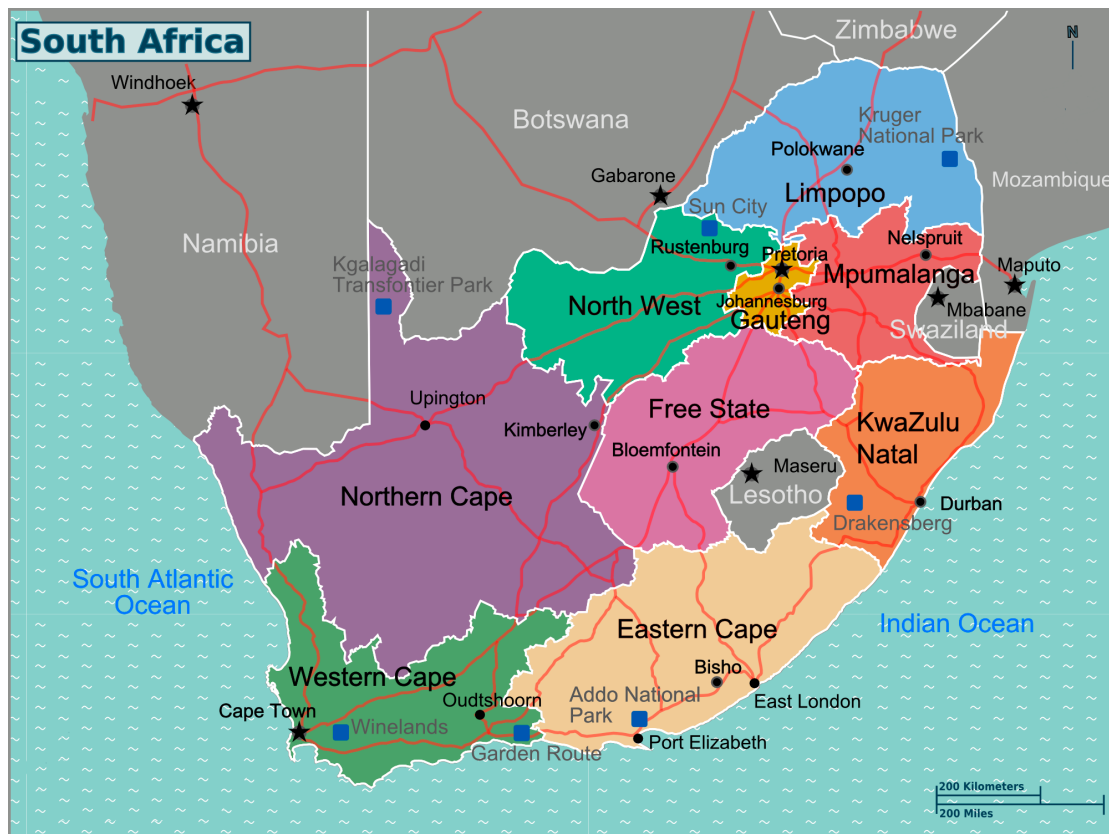 South Africa
Zimbabwe
N
Windhoek
Botswana
Kruger
National Park
Polokwane
Gabarone
Mozambique
Limpopo
Sun City
Namibia
Rustenburg
Pretoria
Nelspruit
Kgalagadi
Transfontier Park
Mpumalanga
Maputo
North West
Johannesburg
Mbabane
Gauteng
Swaziland
Upington
Free State
KwaZulu
Natal
Kimberley
Bloemfontein
Maseru
Northern Cape
Lesotho
Durban
Drakensberg
South Atlantic
Ocean
Eastern Cape
Indian Ocean
Western Cape
Bisho
Oudtshoorn
Addo National
Park
East London
Cape Town
Winelands
Garden Route
Port Elizabeth
200 Kilometers
200 Miles